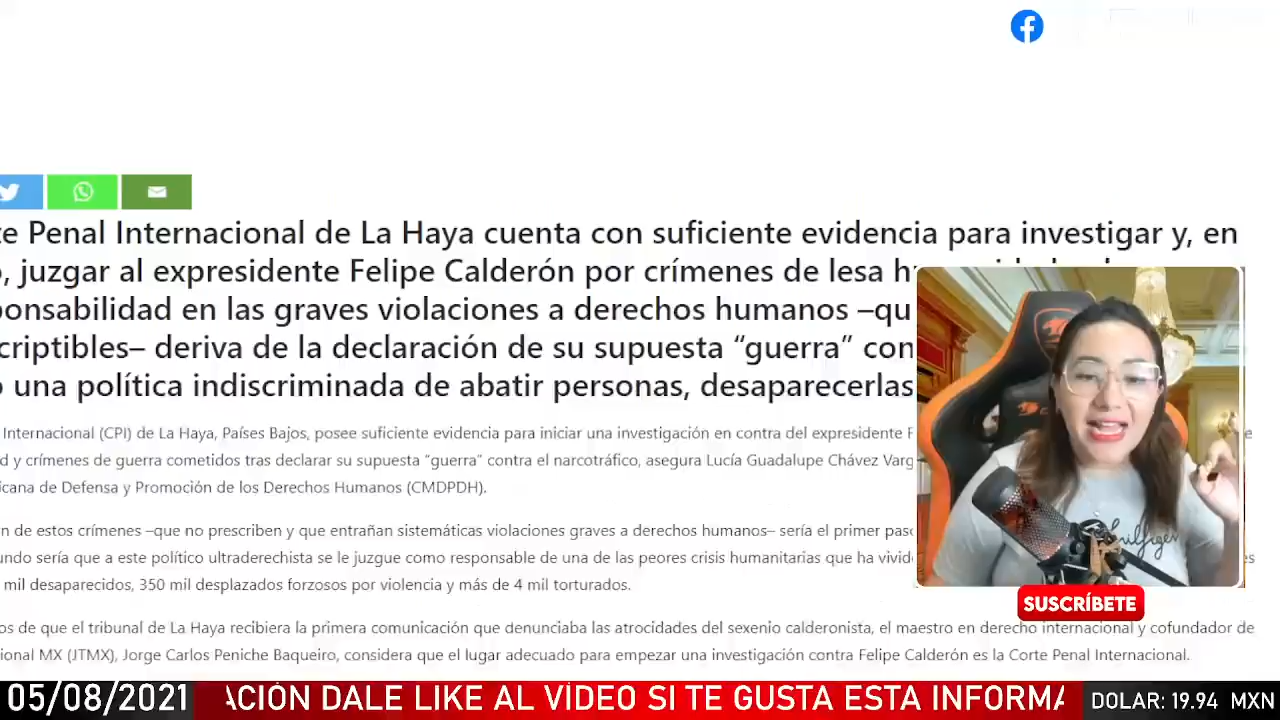 e Penal Internacional de La Haya cuenta con suficiente evidencia para investigar y, en
o, juzgar al expresidente Felipe Calderón por crímenes de lesa
ponsabilidad en las graves violaciones a derechos humanos –qu
criptibles– deriva de la declaración de su supuesta “guerra” con
o una política indiscriminada de abatir personas, desaparecerlas
Internacional (CPI) de La Haya, Países Bajos, posee suficiente evidencia para iniciar una investigación en contra del expresidente F
d y crímenes de guerra cometidos tras declarar su supuesta “guerra” contra el narcotráfico, asegura Lucía Guadalupe Chávez Varg
icana de Defensa y Promoción de los Derechos Humanos (CMDPDH).
n de estos crímenes –que no prescriben y que entrañan sistemáticas violaciones graves a derechos humanos– sería el primer paso
undo sería que a este político ultraderechista se le juzgue como responsable de una de las peores crisis humanitarias que ha vivid
mil desaparecidos, 350 mil desplazados forzosos por violencia y más de 4 mil torturados.
SUSCRÍBETE
os de que el tribunal de La Haya recibiera la primera comunicación que denunciaba las atrocidades del sexenio calderonista, el maestro en derecho internacional y cofundador de
ional MX (JTMX), Jorge Carlos Peniche Baqueiro, considera que el lugar adecuado para empezar una investigación contra Felipe Calderón es la Corte Penal Internacional.
05/08/2021 ACIÓN DALE LIKE AL VÍDEO SI TE GUSTA ESTA INFORMA DOLAR: 19.94 MXN